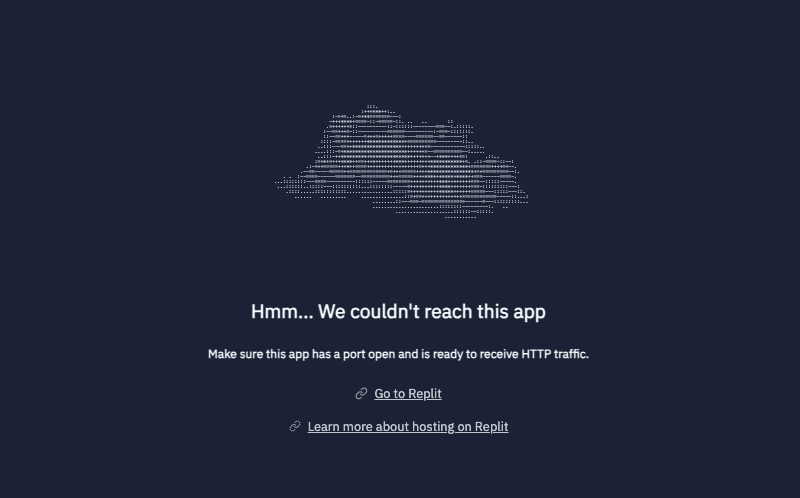 Hmm... We couldn't reach this app
Make sure this app has a port open and is ready to receive HTTP traffic.
Go to Replit
Learn more about hosting on Replit